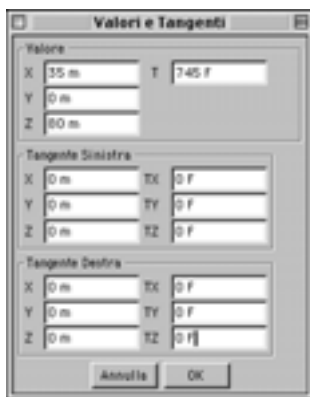 Valori e Tangenti
Valore
X 35 m T 745 F
Y 0 m
Z 80 m
Tangente Sinistra
X 0 m TX 0 F
Y 0 m TY 0 F
Z 0 m TZ 0 F
Tangente Destra
X 0 m TX 0 F
Y 0 m TY 0 F
Z 0 m TZ 0 F
Annulla OK